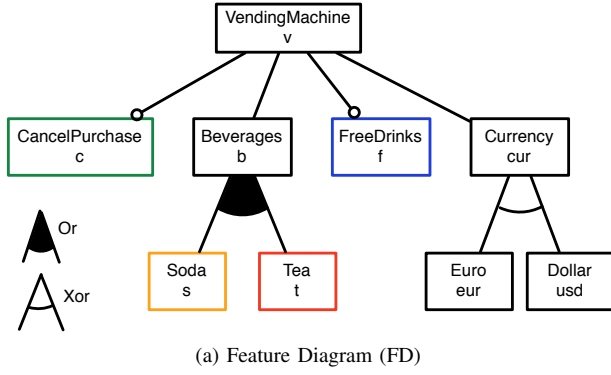 VendingMachine
v
CancelPurchase
c
Beverages
b
FreeDrinks
f
Currency
cur
Or
Soda
s
Tea
t
Euro
eur
Dollar
usd
Xor
(a) Feature Diagram (FD)